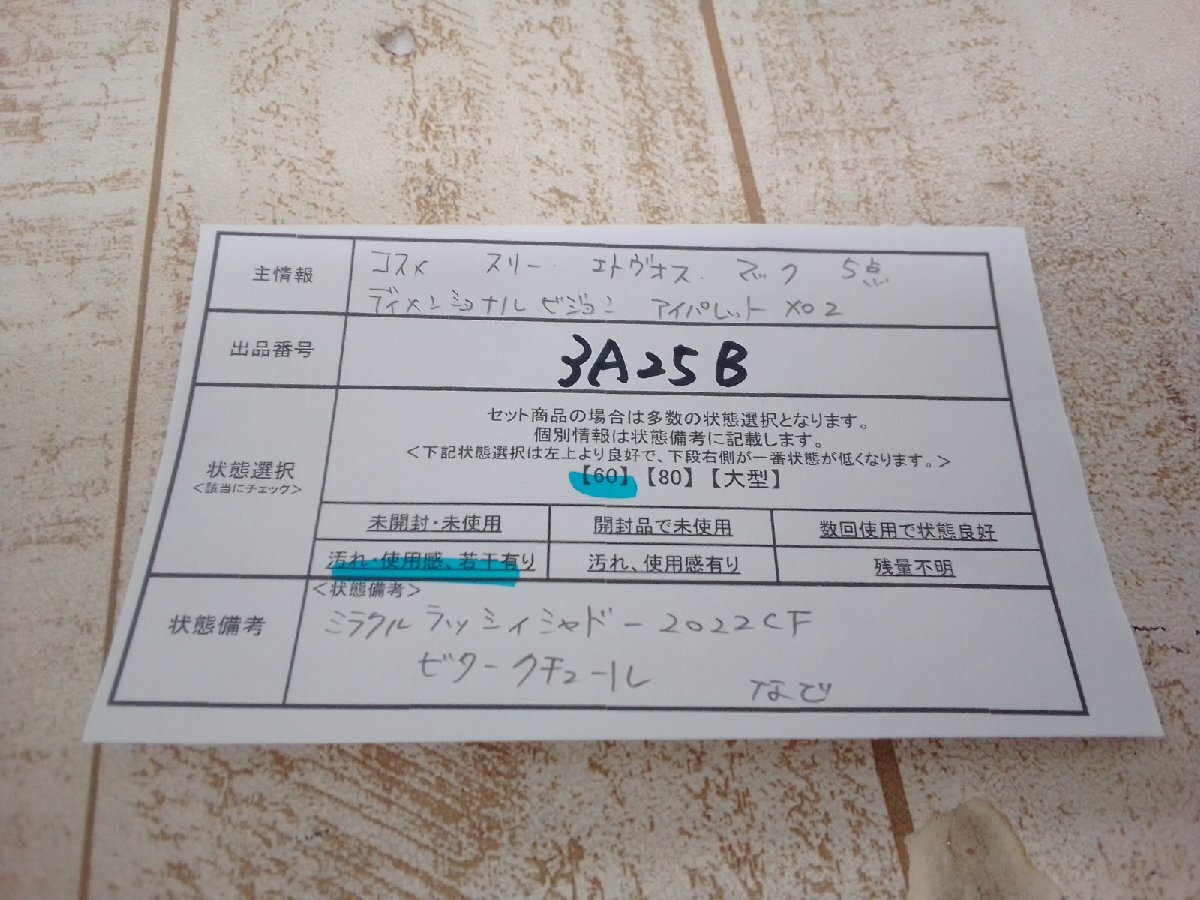 主情報
コスメ スリー エトヴォス マック 5点
ディメンショナルビジョン アイパレット X02
出品番号
3A25B
セット商品の場合は多数の状態選択となります。
個別情報は状態備考に記載します。
<下記状態選択は左上より良好で、下段右側が一番状態が低くなります。>
状態選択
<該当にチェック>
【60】【80】【大型】
未開封・未使用 開封品で未使用 数回使用で状態良好
汚れ・使用感、若干有り 汚れ、使用感有り 残量不明
<状態備考>
状態備考
ミラクルラッシィシャドー2022CF
ビタークチュール など